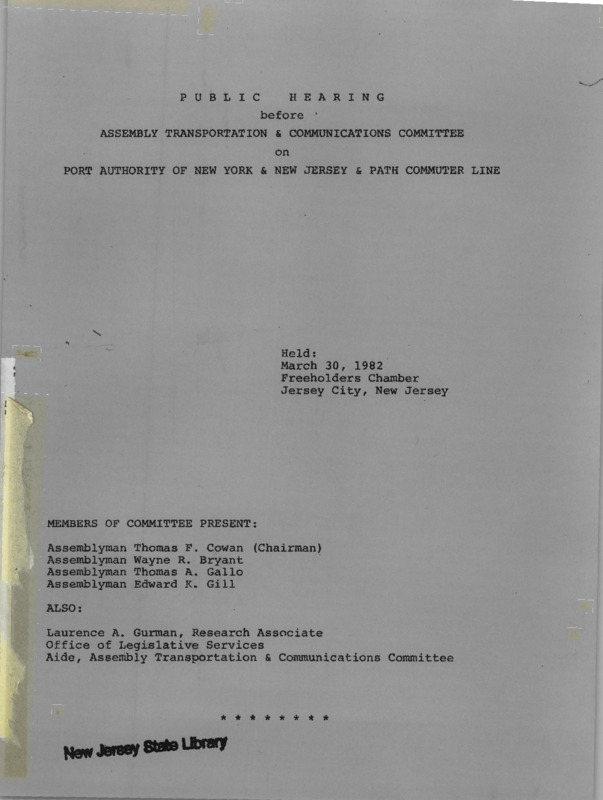 PUBLIC HEARING
before
ASSEMBLY TRANSPORTATION & COMMUNICATIONS COMMITTEE
on
PORT AUTHORITY OF NEW YORK & NEW JERSEY & PATH COMMUTER LINE
Held:
March 30, 1982
Freeholders Chamber
Jersey City, New Jersey
MEMBERS OF COMMITTEE PRESENT:
Assemblyman Thomas F. Cowan (Chairman)
Assemblyman Wayne R. Bryant
Assemblyman Thomas A. Gallo
Assemblyman Edward K. Gill
ALSO:
Laurence A. Gurman, Research Associate
Office of Legislative Services
Aide, Assembly Transportation & Communications Committee
* * * * * * * *
New Jersey State Library